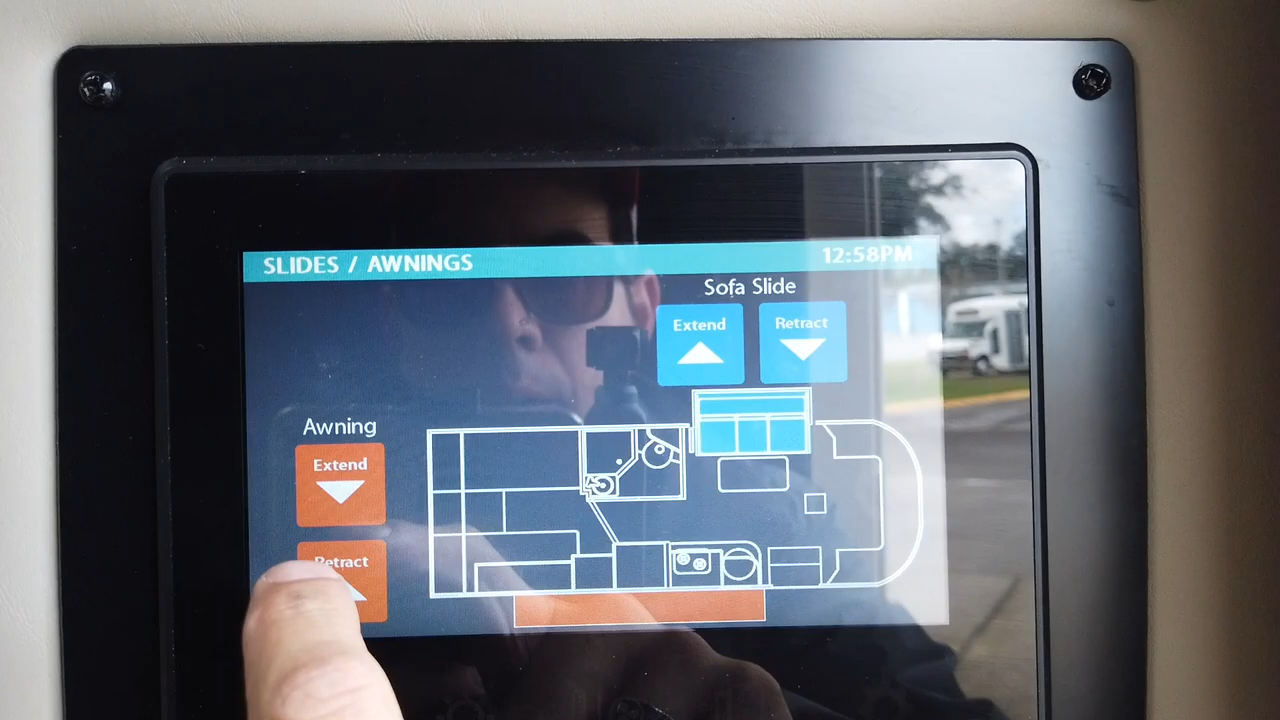 SLIDES / AWNINGS 12:58PM
Sofa Slide
Extend Retract
Awning
Extend
Retract